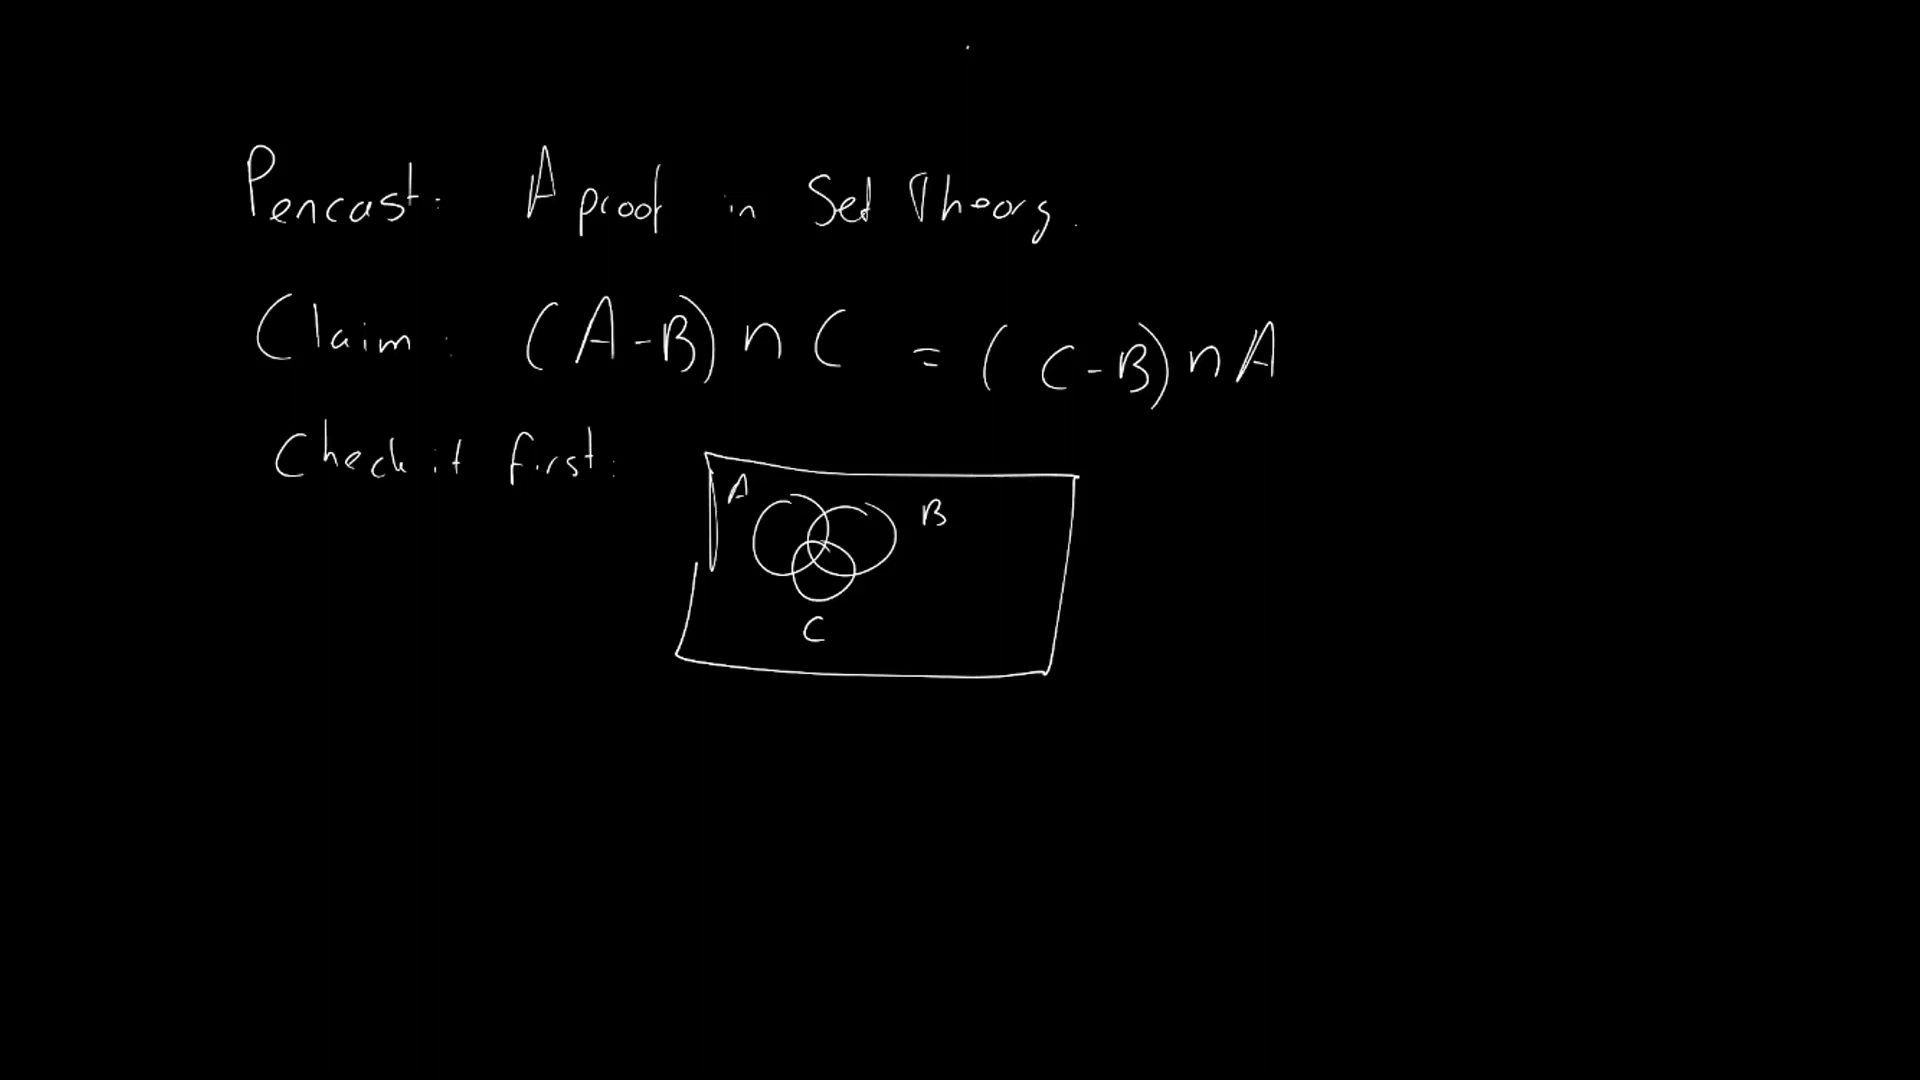 Pencast: A proof in Set Theory.
Claim: (A-B) ∩ C = (C-B) ∩ A
Check it first:
A
B
C